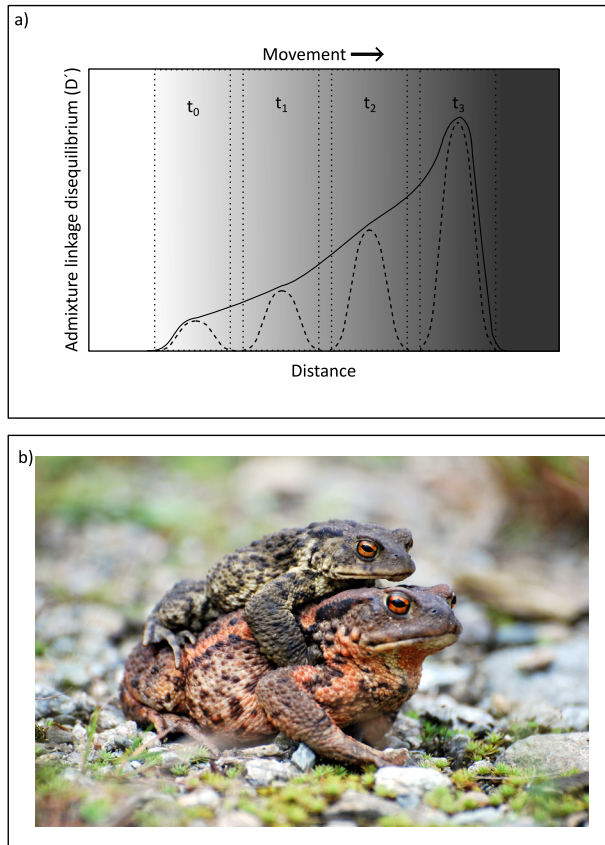 a)
Movement
t0
t1
t2
t3
Admixture linkage disequilibrium (D´)
Distance
b)